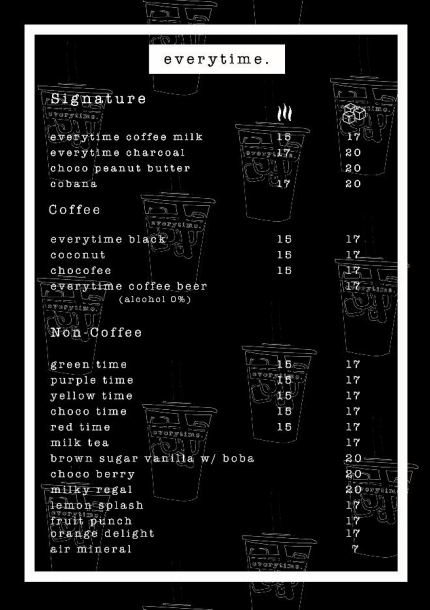 everytime.
Signature
everytime coffee milk 15 17
everytime charcoal 17 20
choco peanut butter 20
cobana 17 20
Coffee
everytime black 15 17
coconut 15 17
chocofee 15 17
everytime coffee beer 17
(alcohol 0%)
Non-Coffee
green time 15 17
purple time 15 17
yellow time 15 17
choco time 15 17
red time 15 17
milk tea 17
brown sugar vanilla w/ boba 20
choco berry 20
milky regal 20
lemon splash 17
fruit punch 17
orange delight 17
air mineral 7